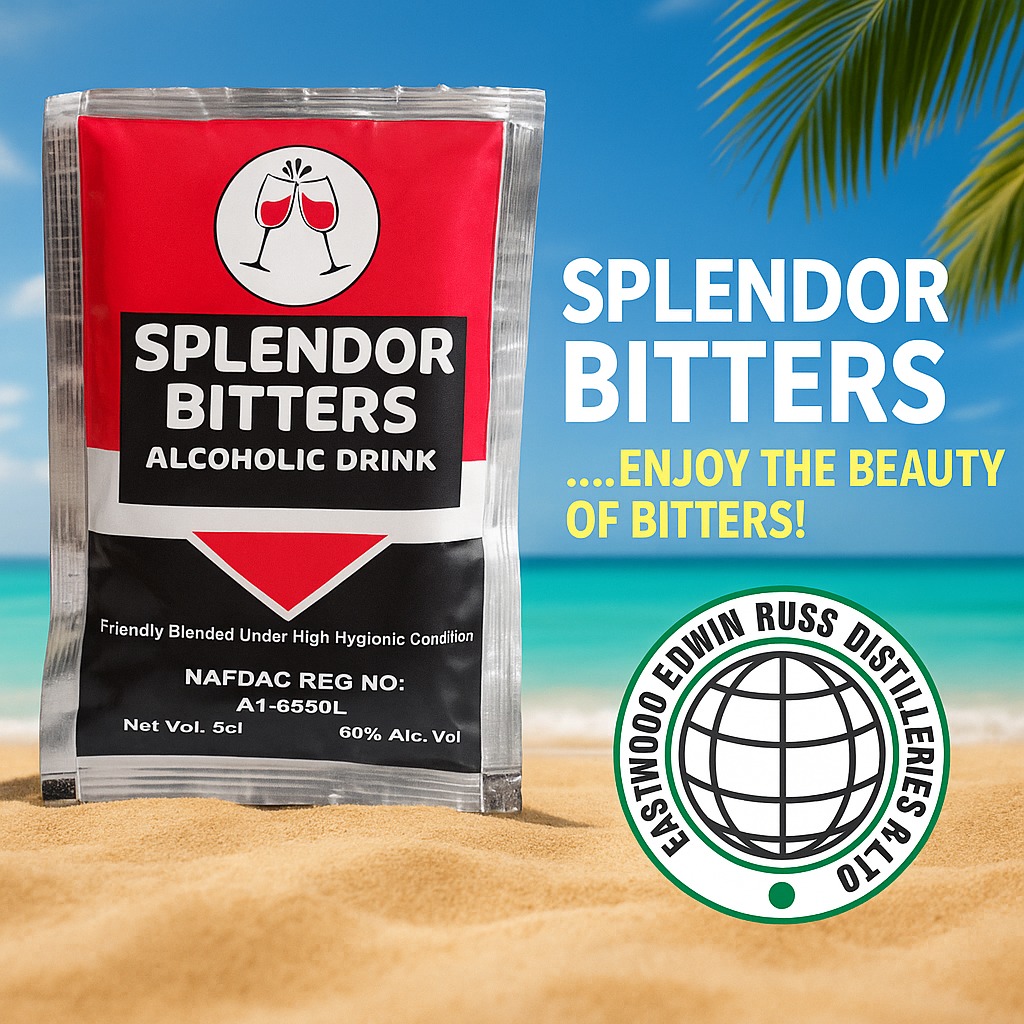 SPLENDOR
BITTERS
ALCOHOLIC DRINK
Friendly Blended Under High Hygionic Condition
NAFDAC REG NO:
A1-6550L
Net Vol. 5cl
60% Alc. Vol
SPLENDOR
BITTERS
....ENJOY THE BEAUTY
OF BITTERS!
EASTWOOO EDWIN RUSS DISTILLERIES